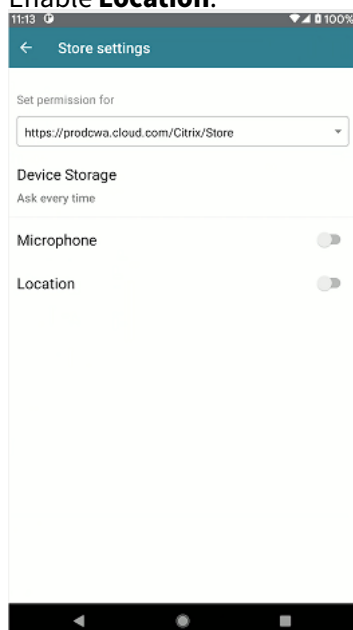 Enable Location.
11:13 100%
Store settings
Set permission for
https://prodcwa.cloud.com/Citrix/Store
Device Storage
Ask every time
Microphone
Location